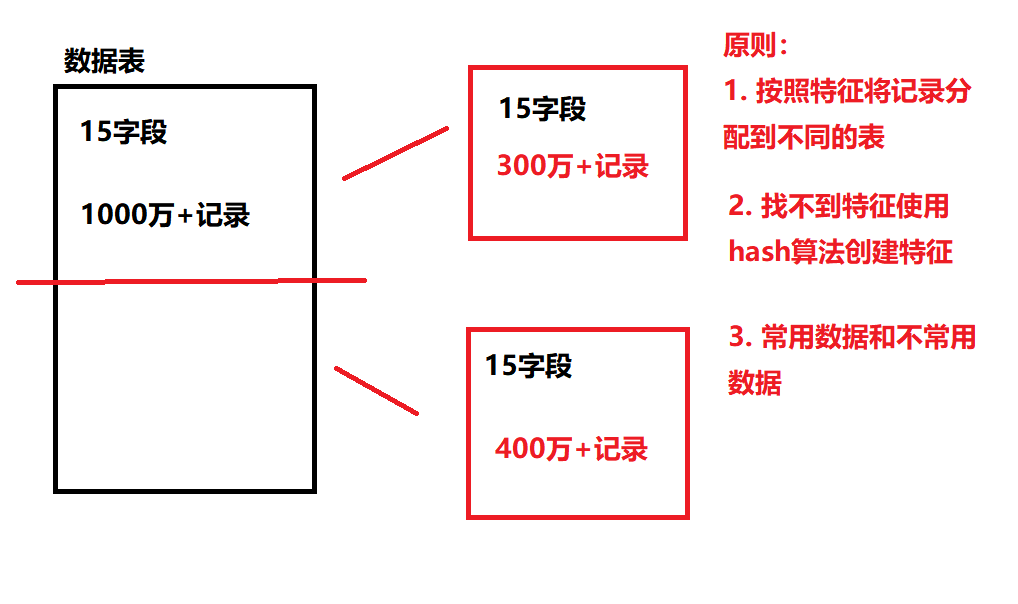 数据表
15字段
1000万+记录
15字段
300万+记录
15字段
400万+记录
原则：
1. 按照特征将记录分
配到不同的表
2. 找不到特征使用
hash算法创建特征
3. 常用数据和不常用
数据